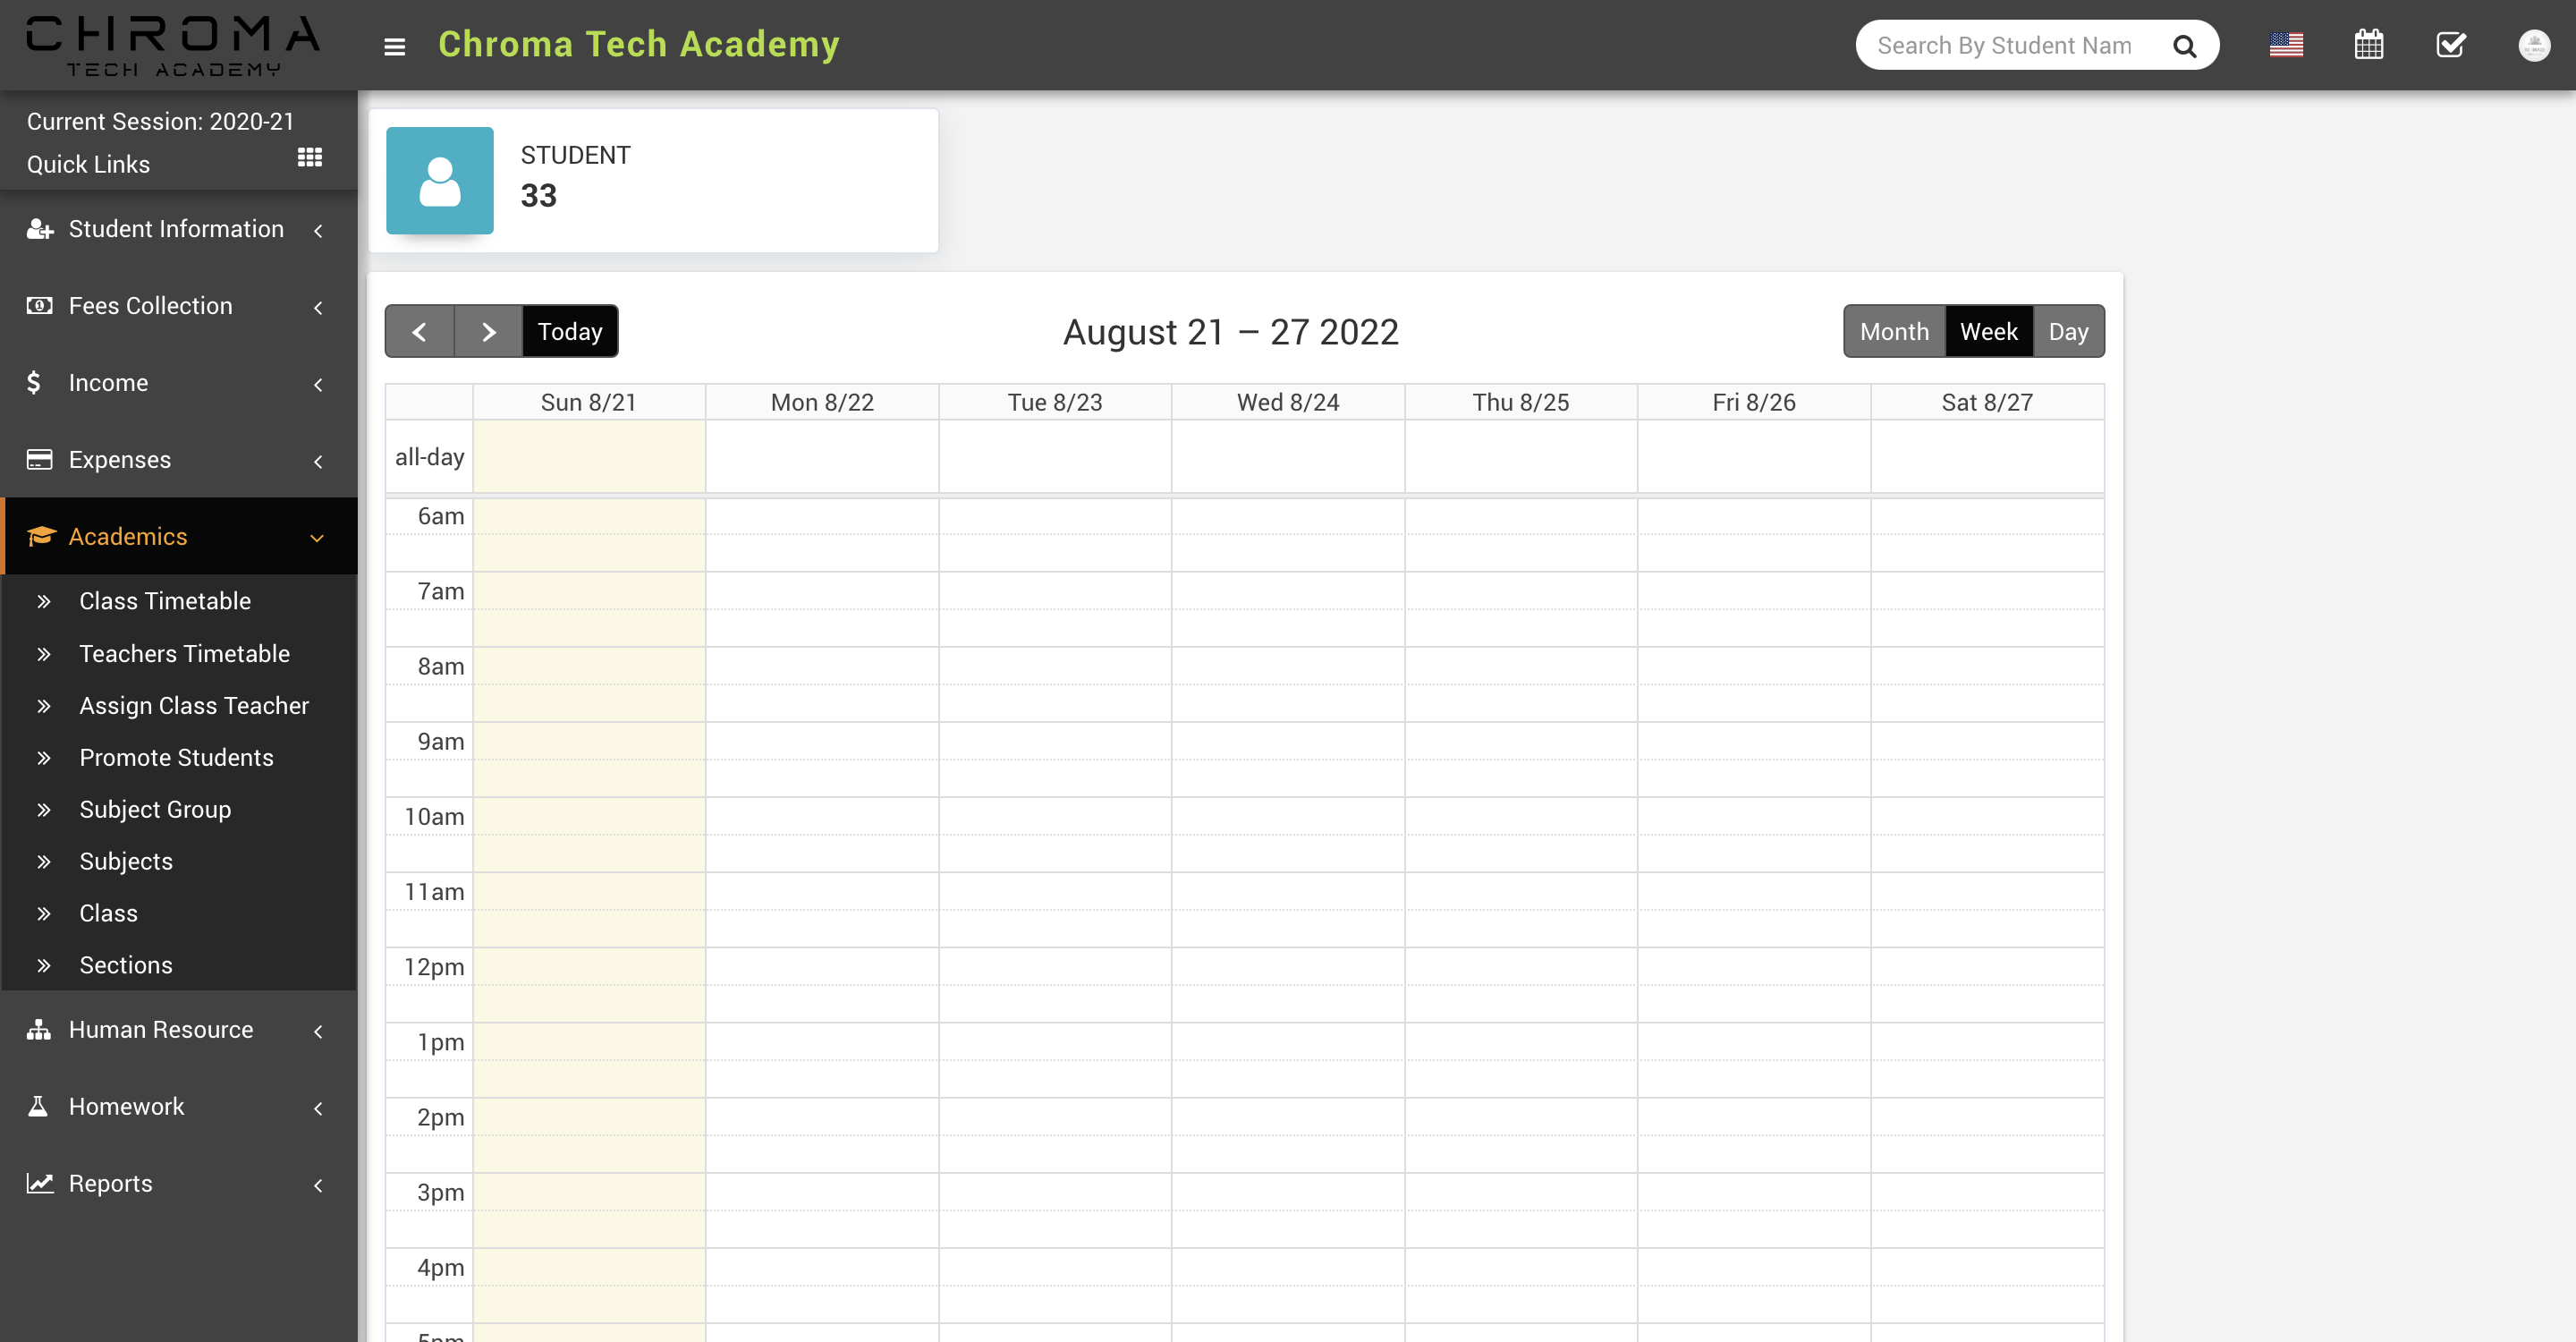 CHROMA
TECH ACADEMY
Chroma Tech Academy
Search By Student Nam
Current Session: 2020-21
Quick Links
Student Information
Fees Collection
Income
Expenses
Academics
Class Timetable
Teachers Timetable
Assign Class Teacher
Promote Students
Subject Group
Subjects
Class
Sections
Human Resource
Homework
Reports
STUDENT
33
Today
August 21 – 27 2022
Month Week Day
Sun 8/21 Mon 8/22 Tue 8/23 Wed 8/24 Thu 8/25 Fri 8/26 Sat 8/27
all-day
6am
7am
8am
9am
10am
11am
12pm
1pm
2pm
3pm
4pm
5pm